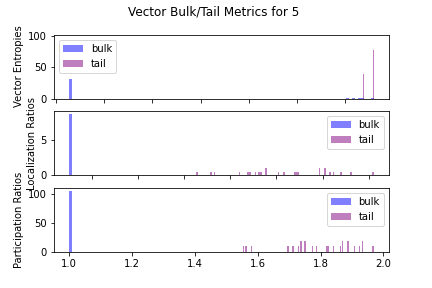 Vector Bulk/Tail Metrics for 5
Vector Entropies
100
50
0
bulk
tail
Localization Ratios
5
0
bulk
tail
Participation Ratios
100
50
0
bulk
tail
1.0 1.2 1.4 1.6 1.8 2.0